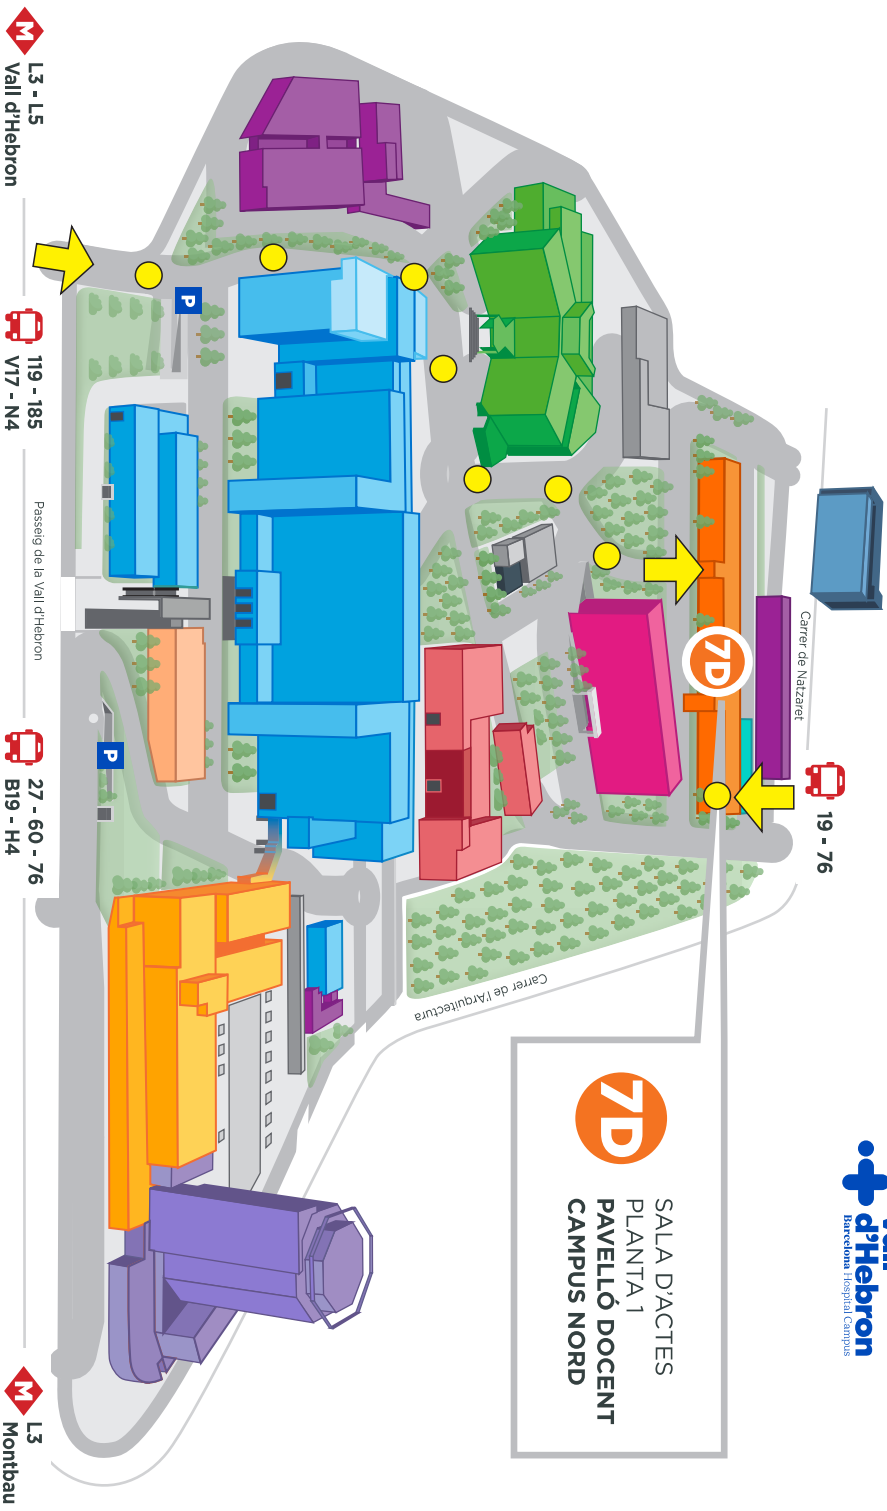 Vall
d'Hebron
Barcelona Hospital Campus
19 - 76
Carrer de Natzaret
7D
7D
SALA D'ACTES
PLANTA 1
PAVELLÓ DOCENT
CAMPUS NORD
Carrer de l'Arquitectura
P
P
Passeig de la Vall d'Hebron
M
L3 - L5
Vall d'Hebron
119 - 185
V17 - N4
27 - 60 - 76
B19 - H4
M
L3
Montbau